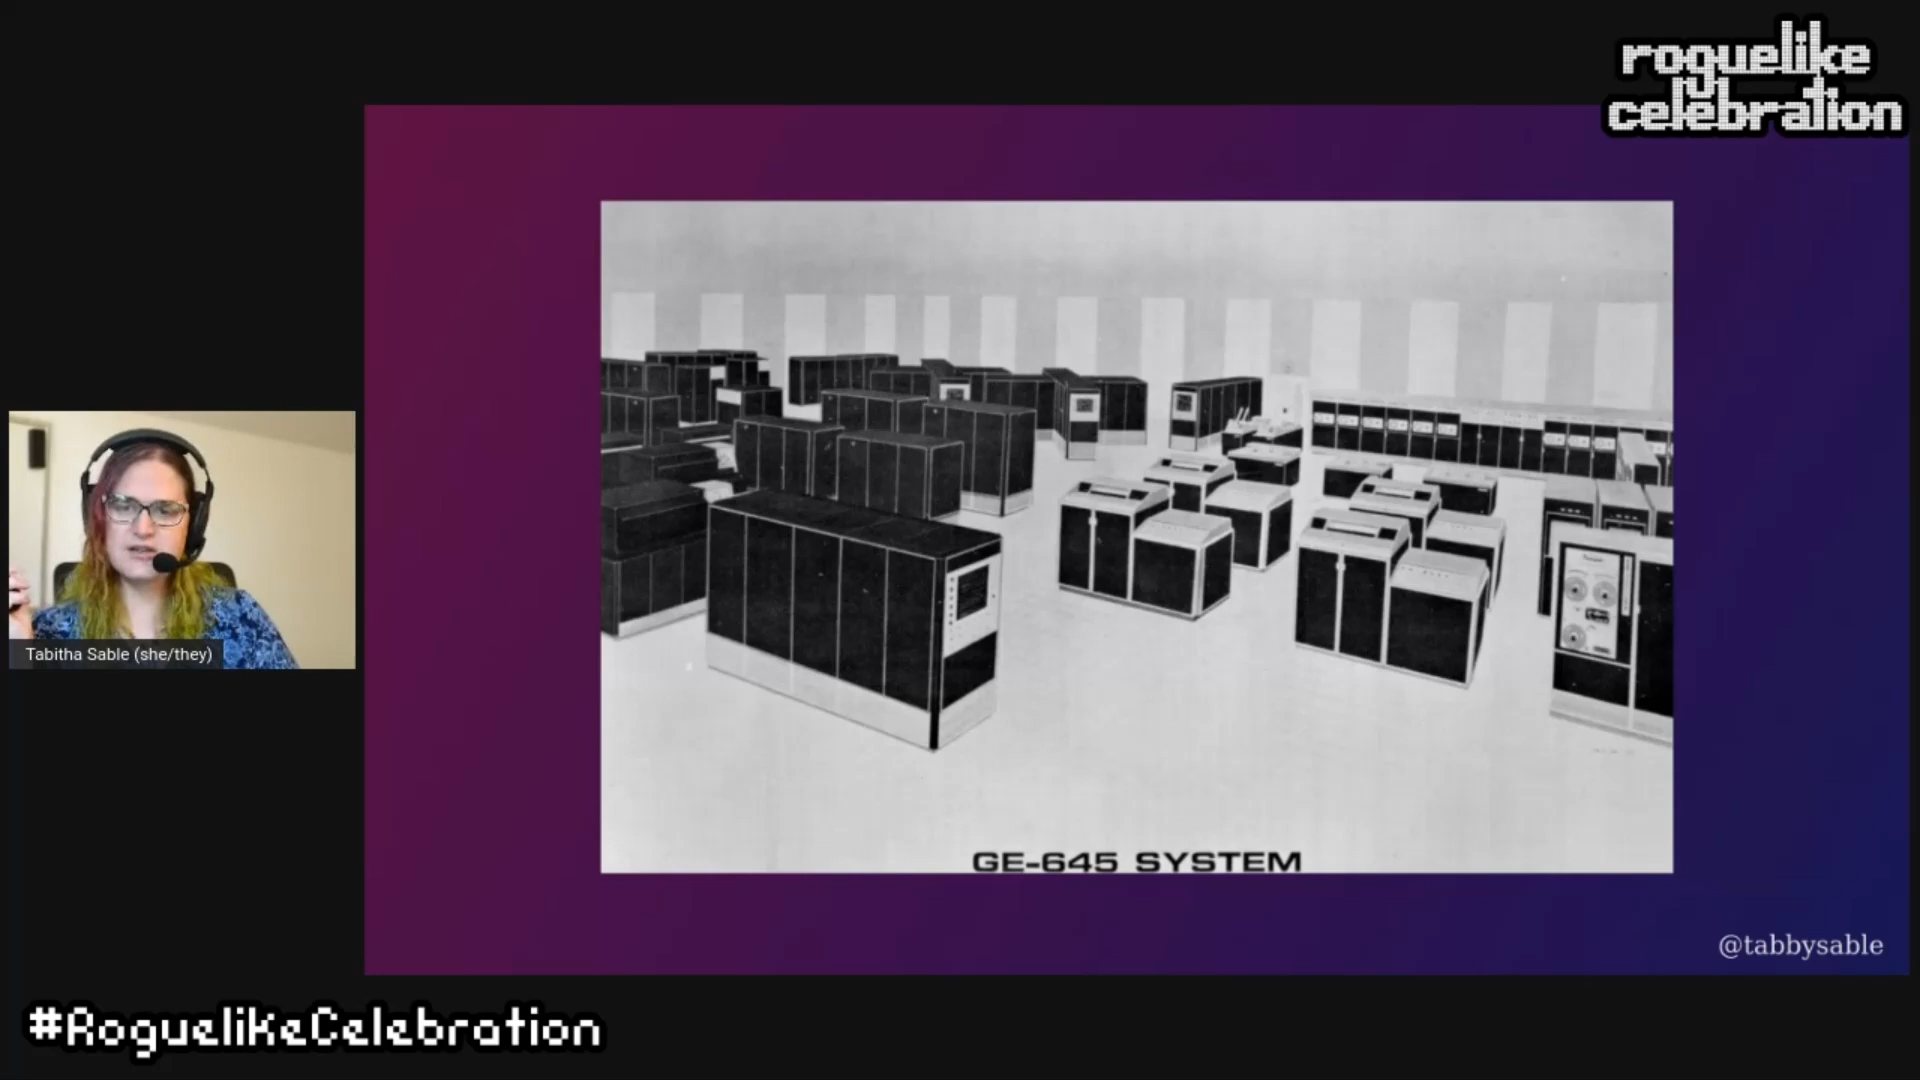 roguelike
celebration
Tabitha Sable (she/they)
GE-645 SYSTEM
@tabbysable
#RoguelikeCelebration